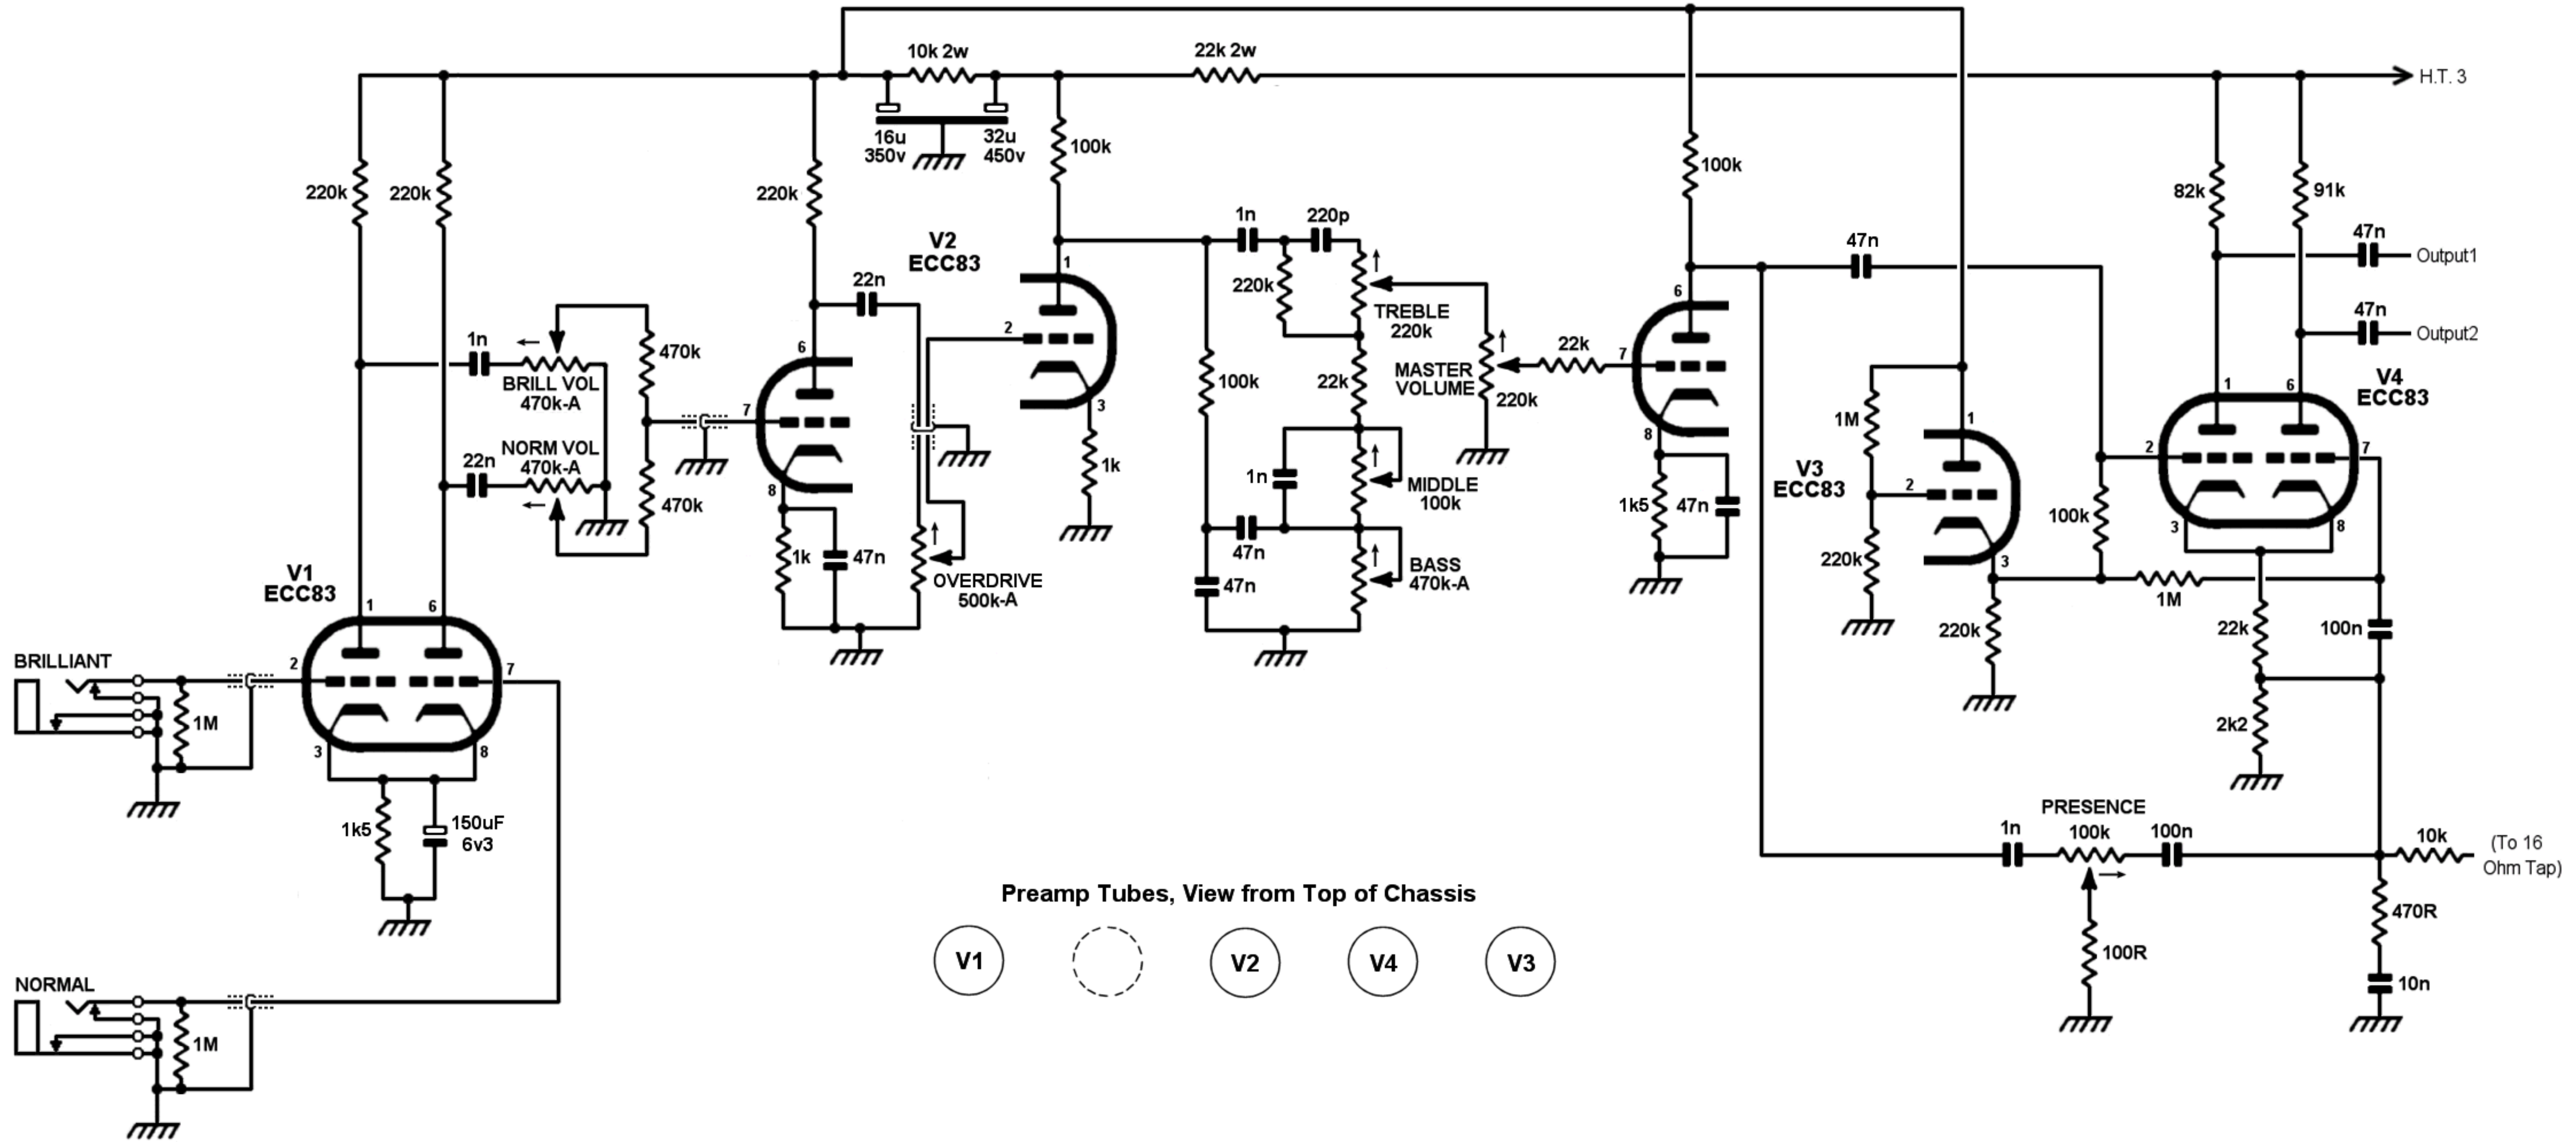 10k 2w
22k 2w
H.T. 3
16u
350v
32u
450v
100k
100k
220k
220k
220k
82k
91k
V2
ECC83
1n
220p
47n
47n
Output1
1
22n
220k
6
TREBLE
220k
47n
Output2
1n
470k
6
2
22k
7
MASTER
VOLUME
220k
V4
ECC83
BRILL VOL
470k-A
100k
22k
1
6
3
1M
1
7
8
2
7
NORM VOL
470k-A
22n
1k
1n
MIDDLE
100k
V3
ECC83
2
8
470k
1k5
47n
100k
3
8
47n
1k
47n
OVERDRIVE
500k-A
47n
BASS
470k-A
220k
3
1M
V1
ECC83
1
6
220k
22k
100n
BRILLIANT
2
7
1M
2k2
3
8
1k5
150uF
6v3
PRESENCE
1n
100k
100n
10k
(To 16
Ohm Tap)
Preamp Tubes, View from Top of Chassis
470R
V1
V2
V4
V3
100R
10n
NORMAL
1M